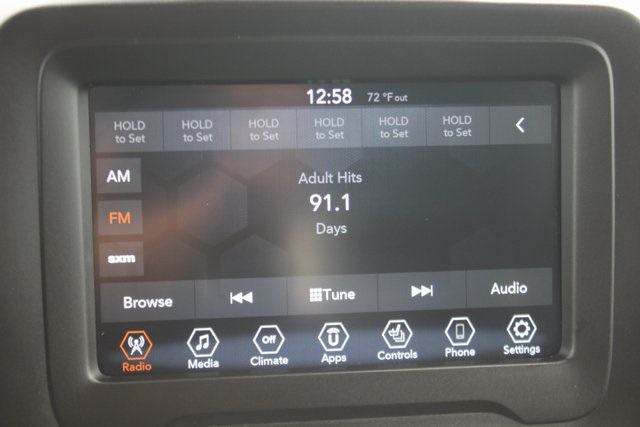 12:58 72 °F out
HOLD to Set HOLD to Set HOLD to Set HOLD to Set HOLD to Set HOLD to Set
AM
Adult Hits
91.1
FM
Days
sxm
Browse Tune Audio
Off
Radio Media Climate Apps Controls Phone Settings